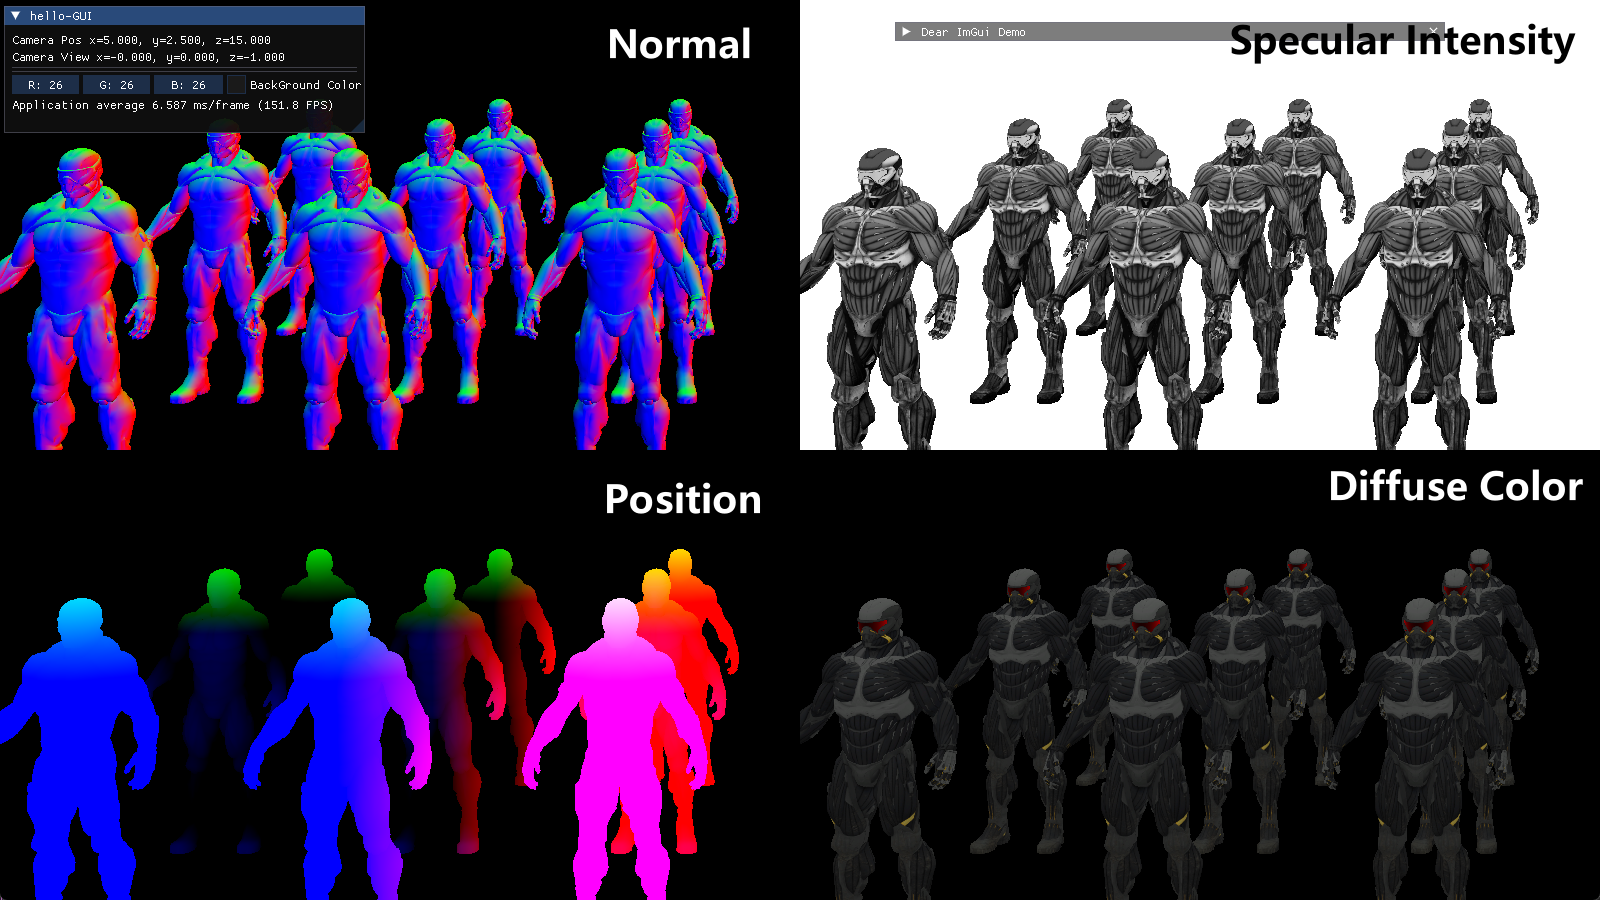 hello-GUI
Camera Pos x=5.000, y=2.500, z=15.000
Camera View x=-0.000, y=0.000, z=-1.000
R: 26 G: 26 B: 26 BackGround Color
Application average 6.587 ms/frame (151.8 FPS)
Normal
Dear ImGui Demo
Specular Intensity
Position
Diffuse Color